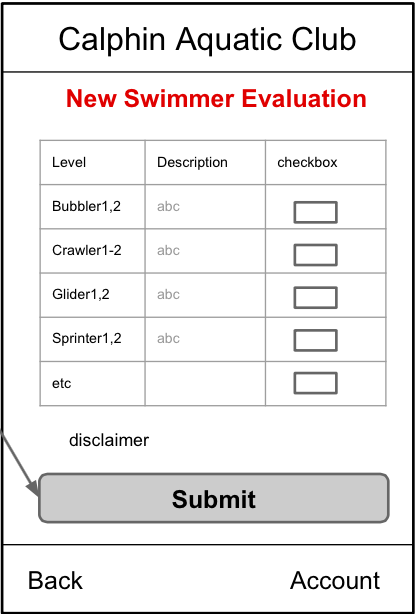 Calphin Aquatic Club
New Swimmer Evaluation
Level Description checkbox
Bubbler1,2 abc
Crawler1-2 abc
Glider1,2 abc
Sprinter1,2 abc
etc
disclaimer
Submit
Back Account